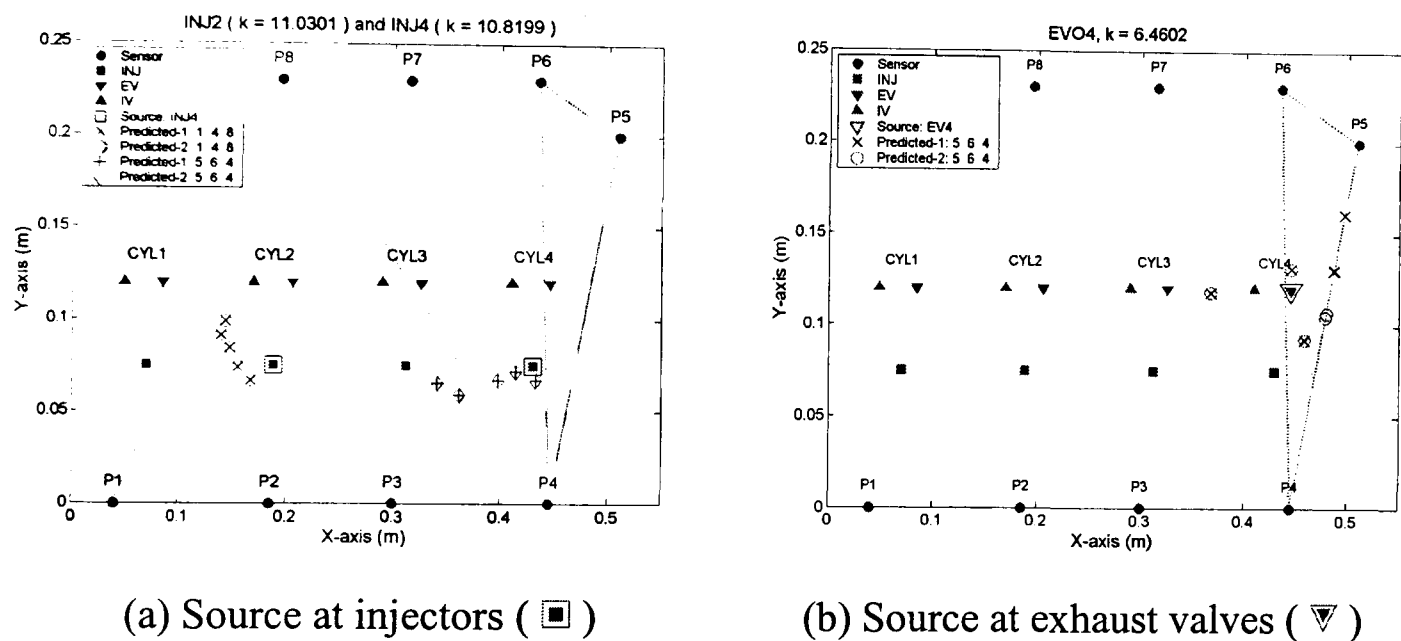 INJ2 ( k = 11.0301 ) and INJ4 ( k = 10.8199 )
0.25
0.2
0.15
0.1
0.05
0
Y-axis (m)
Sensor
INJ
EV
IV
Source: INJ4
Predicted-1 1 4 8
Predicted-2 1 4 8
Predicted-1 5 6 4
Predicted-2 5 6 4
P8
P7
P6
P5
CYL1
CYL2
CYL3
CYL4
P1
P2
P3
P4
0
0.1
0.2
0.3
0.4
0.5
X-axis (m)
(a) Source at injectors ( )
EVO4, k = 6.4602
0.25
0.2
0.15
0.1
0.05
0
Y-axis (m)
Sensor
INJ
EV
IV
Source: EV4
Predicted-1: 5 6 4
Predicted-2: 5 6 4
P8
P7
P6
P5
CYL1
CYL2
CYL3
CYL4
P1
P2
P3
P4
0
0.1
0.2
0.3
0.4
0.5
X-axis (m)
(b) Source at exhaust valves ( )